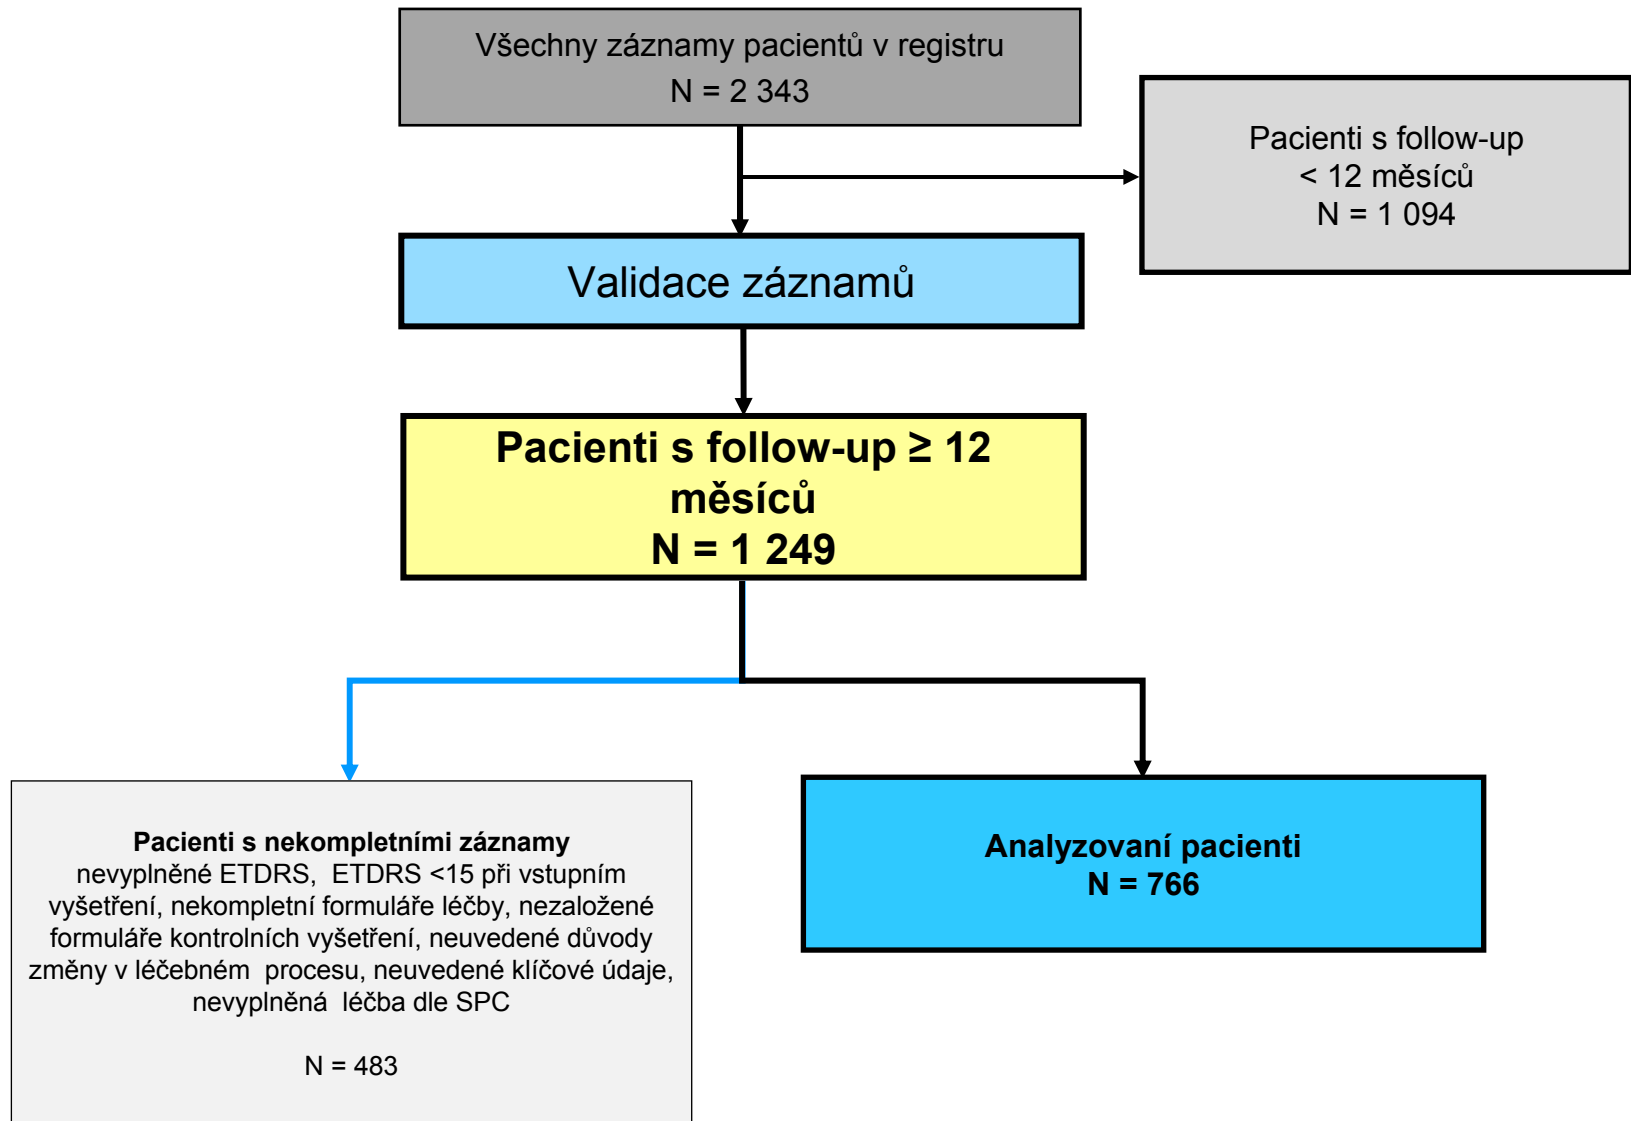 Všechny záznamy pacientů v registru
N = 2 343
Pacienti s follow-up
< 12 měsíců
N = 1 094
Validace záznamů
Pacienti s follow-up ≥ 12
měsíců
N = 1 249
Pacienti s nekompletními záznamy
nevyplněné ETDRS,  ETDRS <15 při vstupním
vyšetření, nekompletní formuláře léčby, nezaložené
formuláře kontrolních vyšetření, neuvedené důvody
změny v léčebném  procesu, neuvedené klíčové údaje,
nevyplněná  léčba dle SPC
N = 483
Analyzovaní pacienti
N = 766